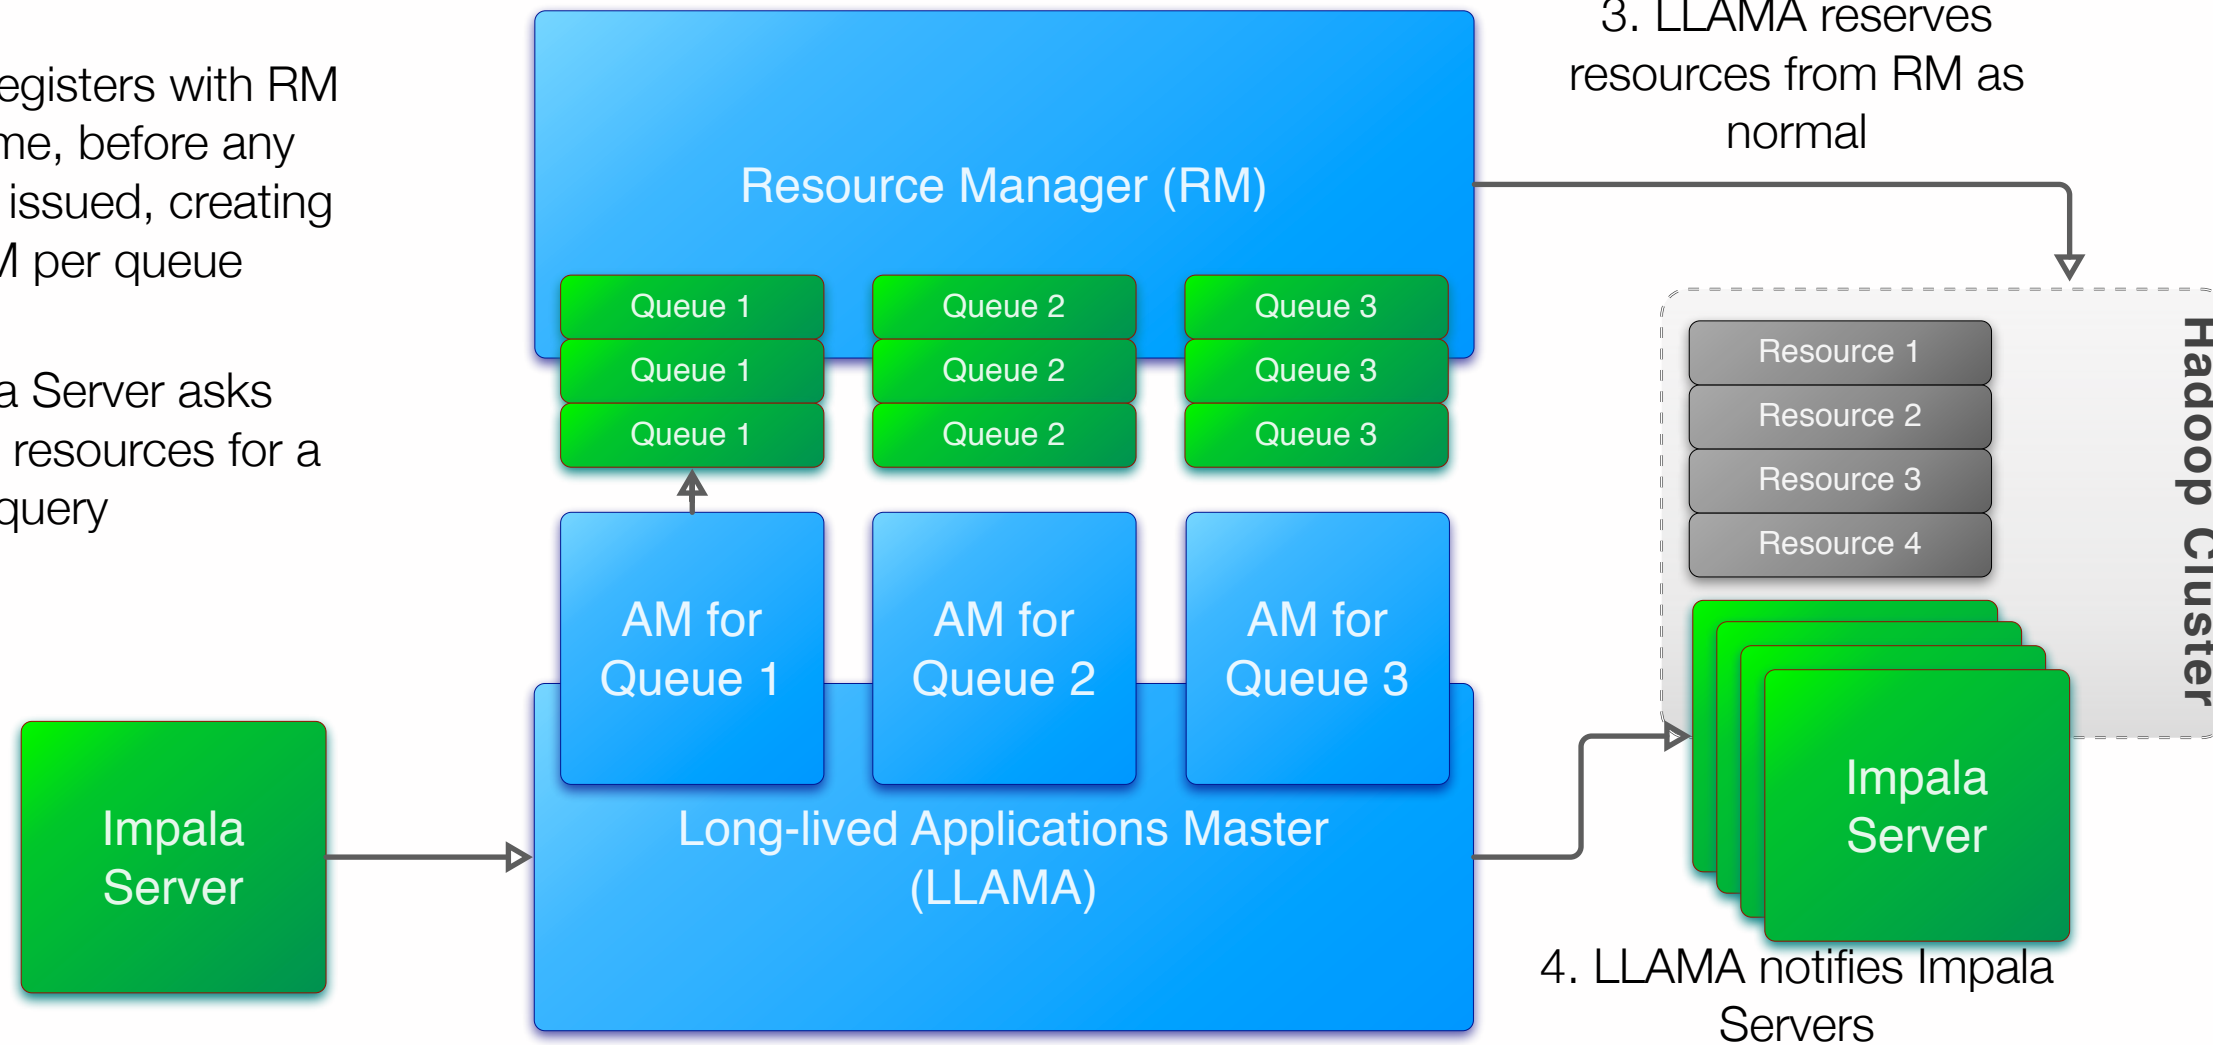 egisters with RM
me, before any
issued, creating
M per queue
a Server asks
resources for a
query
Resource Manager (RM)
Queue 1
Queue 2
Queue 3
Queue 1
Queue 2
Queue 3
Queue 1
Queue 2
Queue 3
AM for
Queue 1
AM for
Queue 2
AM for
Queue 3
Long-lived Applications Master
(LLAMA)
Impala
Server
3. LLAMA reserves
resources from RM as
normal
Resource 1
Resource 2
Resource 3
Resource 4
Hadoop Cluster
Impala
Server
4. LLAMA notifies Impala
Servers